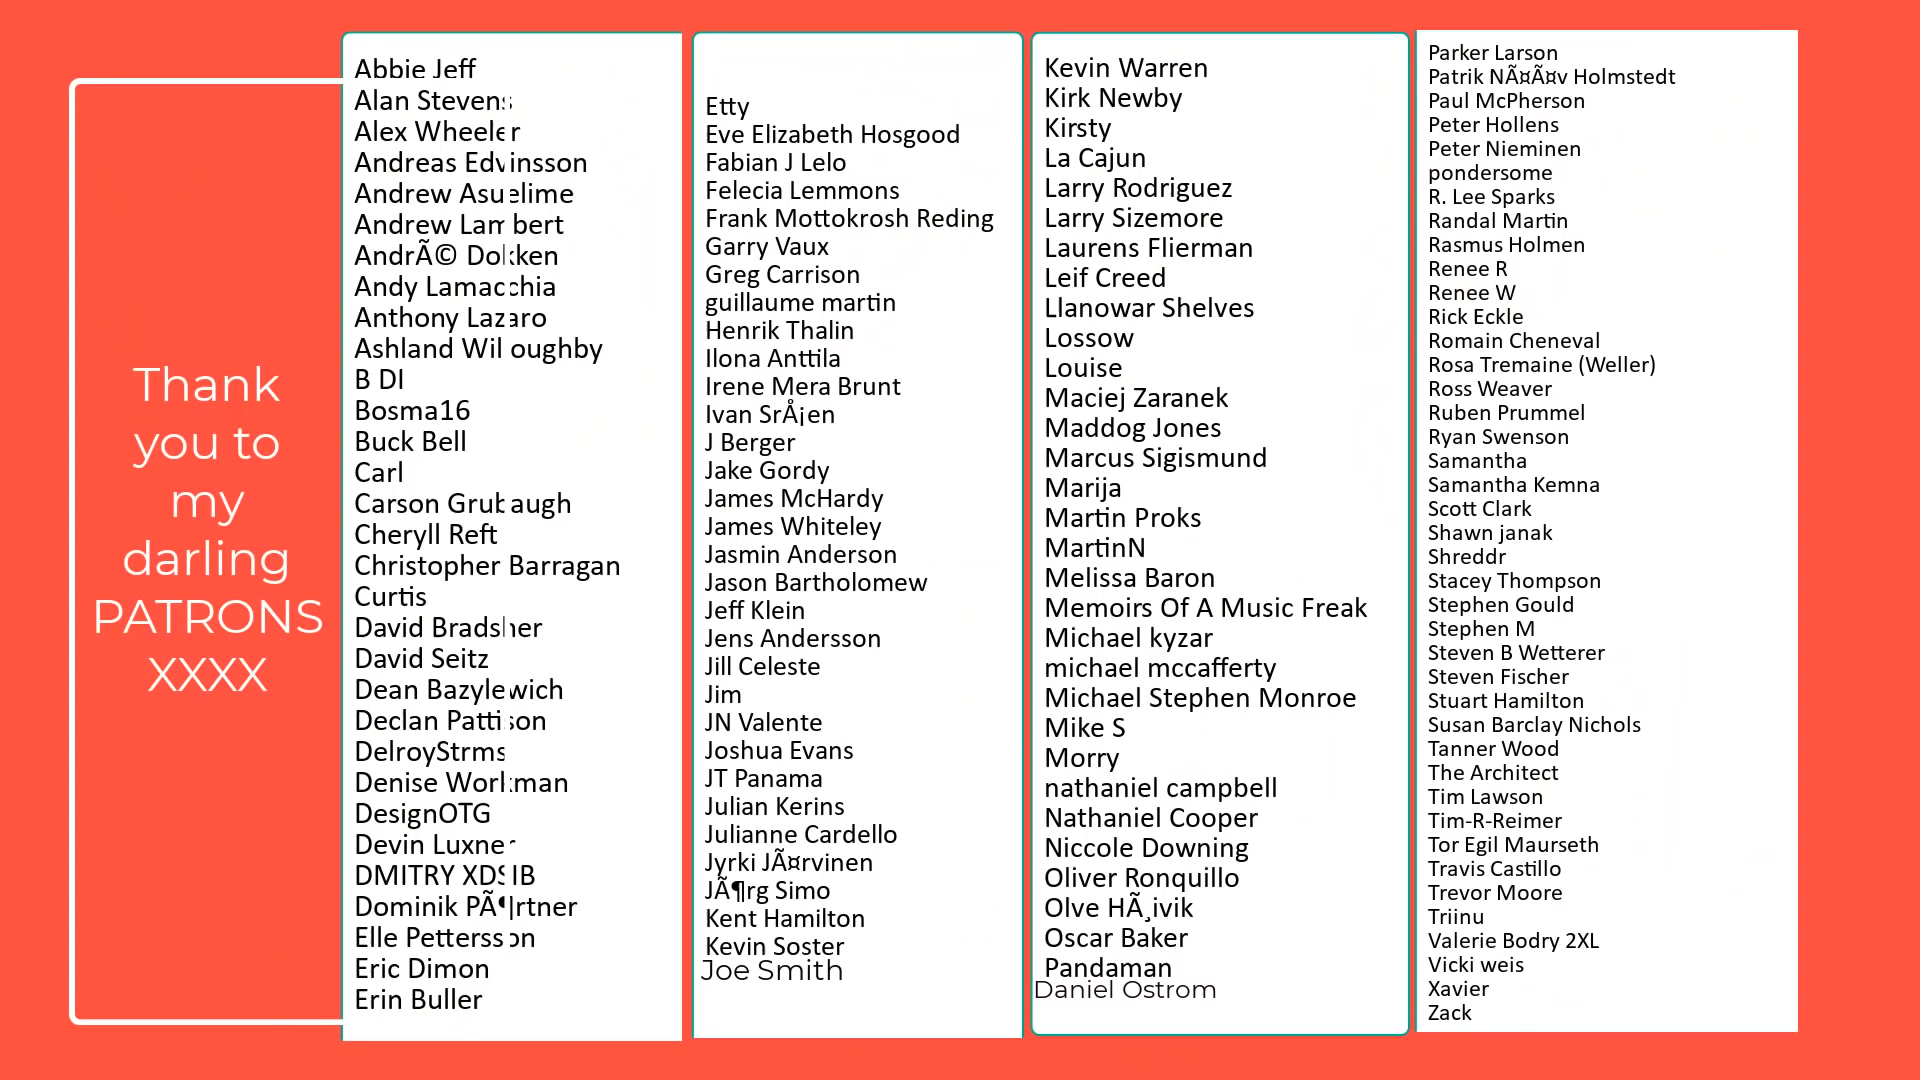 Thank
you to
my
darling
PATRONS
XXXX
Abbie Jeff
Alan Stevens
Alex Wheeler
Andreas Edvinsson
Andrew Asuelime
Andrew Lambert
AndrÃ© Dokken
Andy Lamacchia
Anthony Lazaro
Ashland Willoughby
B DI
Bosma16
Buck Bell
Carl
Carson Grubaugh
Cheryll Reft
Christopher Barragan
Curtis
David Bradsher
David Seitz
Dean Bazylewich
Declan Pattison
DelroyStrms
Denise Workman
DesignOTG
Devin Luxner
DMITRY
Dominik PÃ¶rtner
Elle Pettersson
Eric Dimon
Erin Buller
Etty
Eve Elizabeth Hosgood
Fabian J Lelo
Felecia Lemmons
Frank Mottokrosh Reding
Garry Vaux
Greg Carrison
guillaume martin
Henrik Thalin
Ilona Anttila
Irene Mera Brunt
Ivan SrÅ¡en
J Berger
Jake Gordy
James McHardy
James Whiteley
Jasmin Anderson
Jason Bartholomew
Jeff Klein
Jens Andersson
Jill Celeste
Jim
JN Valente
Joshua Evans
JT Panama
Julian Kerins
Julianne Cardello
Jyrki JÃ¤rvinen
JÃ¶rg Simo
Kent Hamilton
Kevin Soster
Joe Smith
Kevin Warren
Kirk Newby
Kirsty
La Cajun
Larry Rodriguez
Larry Sizemore
Laurens Flierman
Leif Creed
Llanowar Shelves
Lossow
Louise
Maciej Zaranek
Maddog Jones
Marcus Sigismund
Marija
Martin Proks
MartinN
Melissa Baron
Memoirs Of A Music Freak
Michael kyzar
michael mccafferty
Michael Stephen Monroe
Mike S
Morry
nathaniel campbell
Nathaniel Cooper
Niccole Downing
Oliver Ronquillo
Olve HÃ¸ivik
Oscar Baker
Pandaman
Daniel Ostrom
Parker Larson
Patrik NÃ¤Ã¤v Holmstedt
Paul McPherson
Peter Hollens
Peter Nieminen
pondersome
R. Lee Sparks
Randal Martin
Rasmus Holmen
Renee R
Renee W
Rick Eckle
Romain Cheneval
Rosa Tremaine (Weller)
Ross Weaver
Ruben Prummel
Ryan Swenson
Samantha
Samantha Kemna
Scott Clark
Shawn janak
Shreddr
Stacey Thompson
Stephen Gould
Stephen M
Steven B Wetterer
Steven Fischer
Stuart Hamilton
Susan Barclay Nichols
Tanner Wood
The Architect
Tim Lawson
Tim-R-Reimer
Tor Egil Maurseth
Travis Castillo
Trevor Moore
Triinu
Valerie Bodry 2XL
Vicki weis
Xavier
Zack